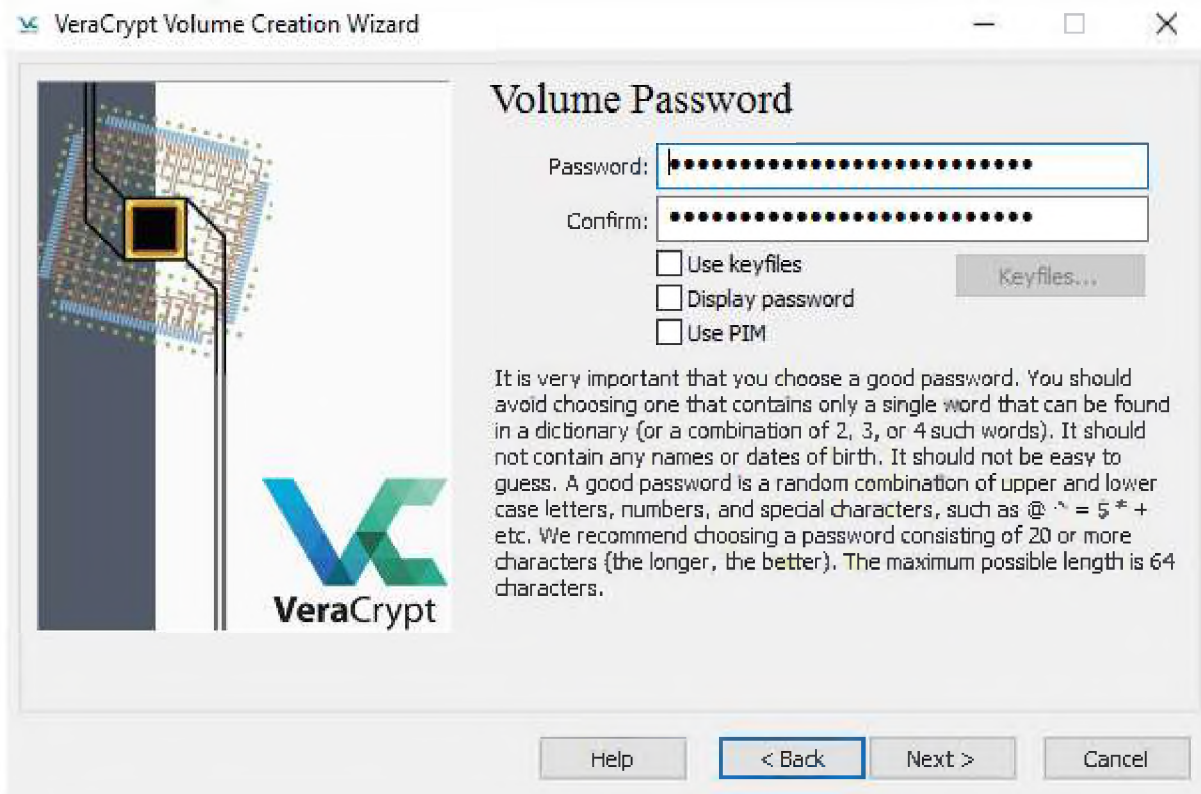 VeraCrypt Volume Creation Wizard
Volume Password
Password: ••••••••••••••••••••••••••
Confirm: ••••••••••••••••••••••••••
Use keyfiles
Keyfiles...
Display password
Use PIM
It is very important that you choose a good password. You should
avoid choosing one that contains only a single word that can be found
in a dictionary (or a combination of 2, 3, or 4 such words). It should
not contain any names or dates of birth. It should not be easy to
guess. A good password is a random combination of upper and lower
case letters, numbers, and special characters, such as @ ^ = $ * +
etc. We recommend choosing a password consisting of 20 or more
characters (the longer, the better). The maximum possible length is 64
characters.
VeraCrypt
Help
< Back
Next >
Cancel